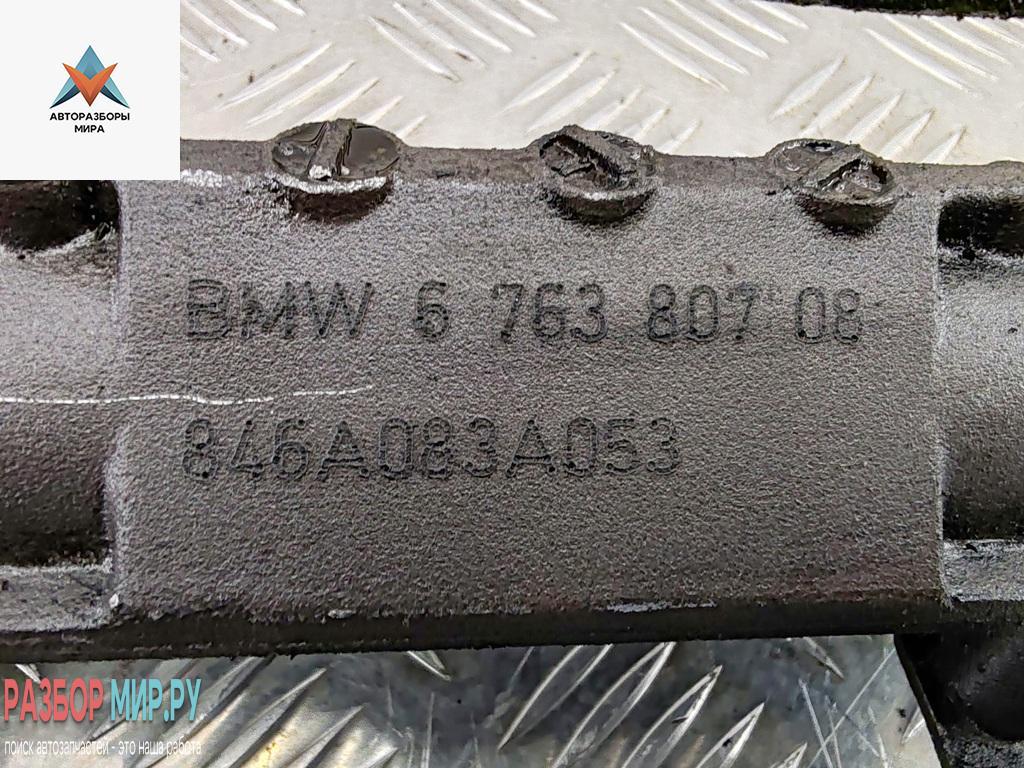 АВТОРАЗБОРЫ
МИРА
BMW 6 763 807 08
846A083A053
РАЗБОР МИР.РУ
поиск автозапчастей - это наша работа